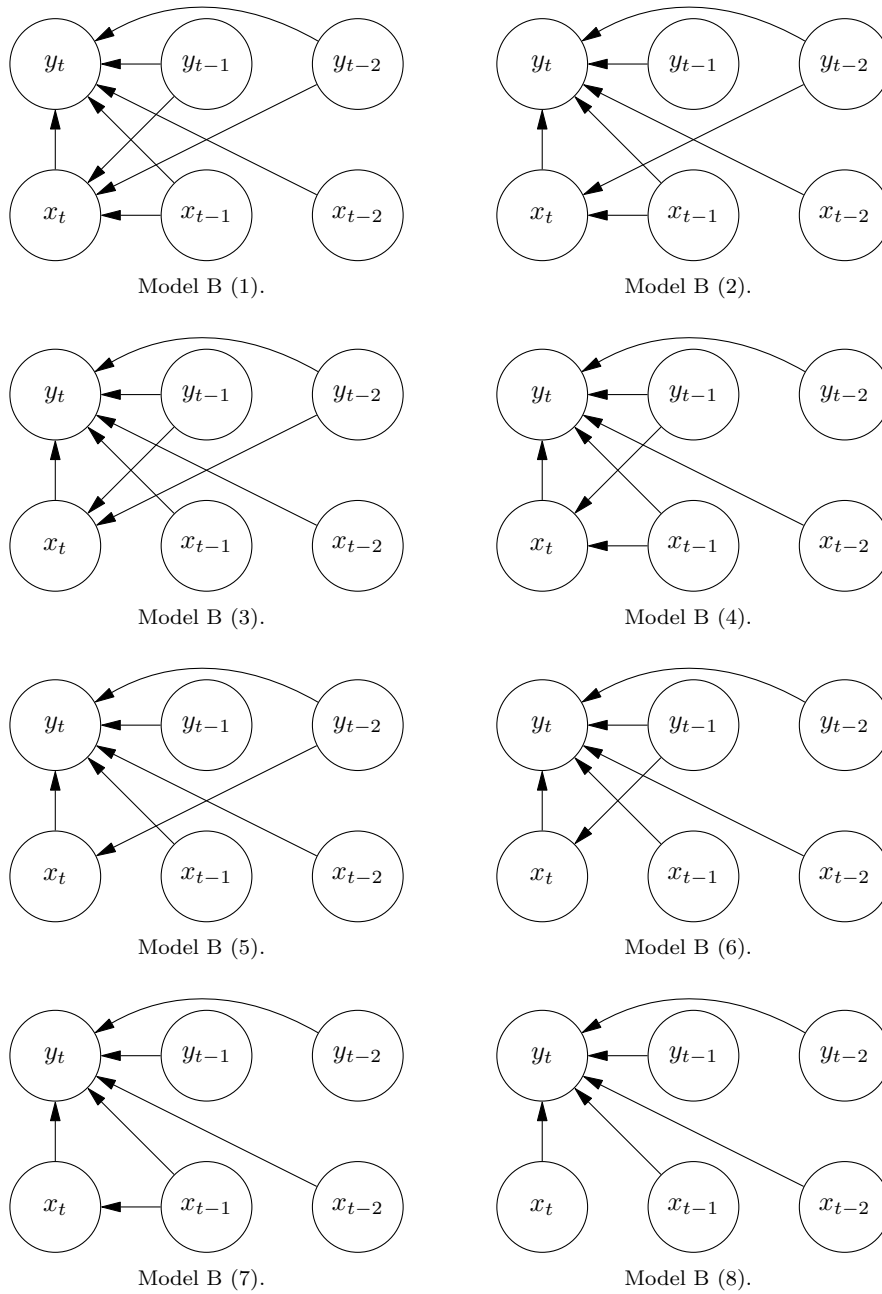 y_t y_{t−1} y_{t−2} y_t y_{t−1} y_{t−2}
x_t x_{t−1} x_{t−2} x_t x_{t−1} x_{t−2}
Model B (1). Model B (2).
y_t y_{t−1} y_{t−2} y_t y_{t−1} y_{t−2}
x_t x_{t−1} x_{t−2} x_t x_{t−1} x_{t−2}
Model B (3). Model B (4).
y_t y_{t−1} y_{t−2} y_t y_{t−1} y_{t−2}
x_t x_{t−1} x_{t−2} x_t x_{t−1} x_{t−2}
Model B (5). Model B (6).
y_t y_{t−1} y_{t−2} y_t y_{t−1} y_{t−2}
x_t x_{t−1} x_{t−2} x_t x_{t−1} x_{t−2}
Model B (7). Model B (8).